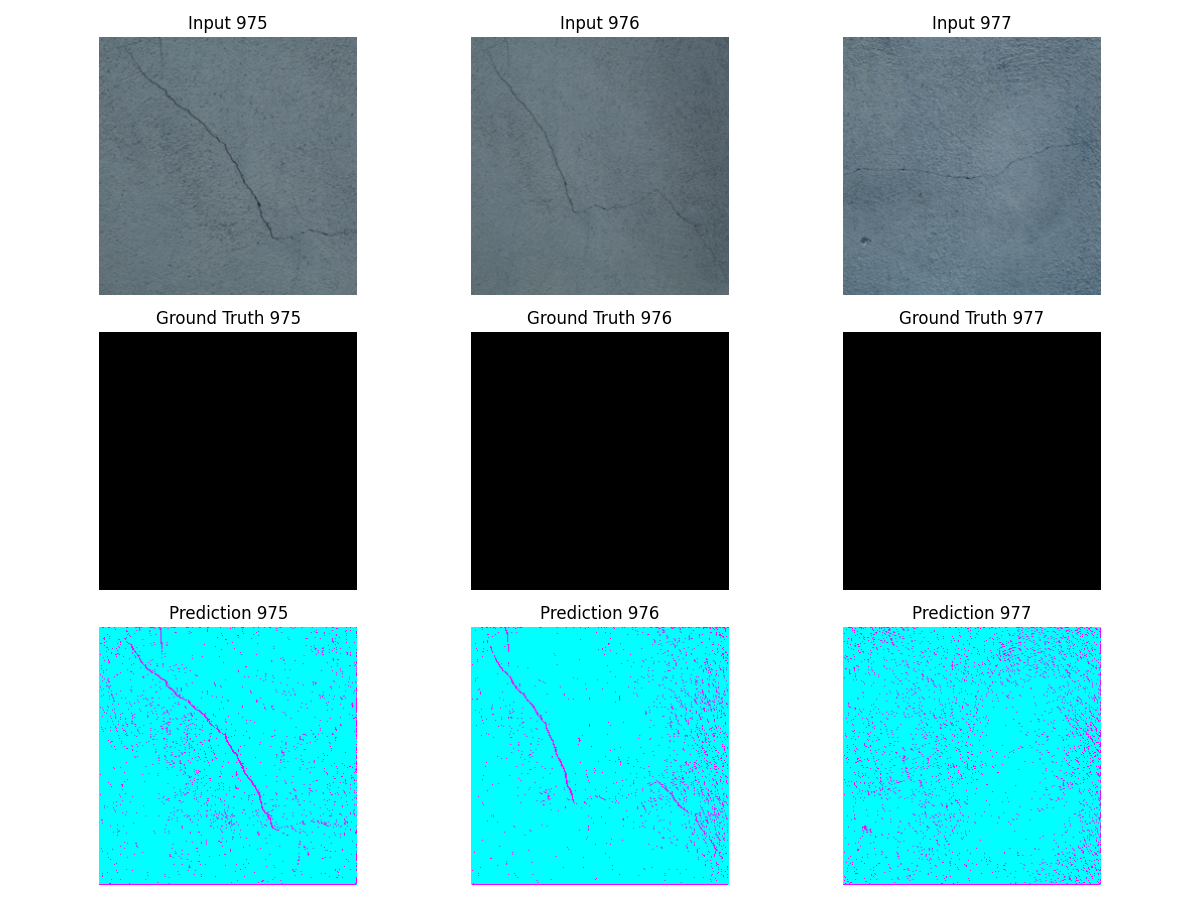 Input 975
Input 976
Input 977
Ground Truth 975
Ground Truth 976
Ground Truth 977
Prediction 975
Prediction 976
Prediction 977